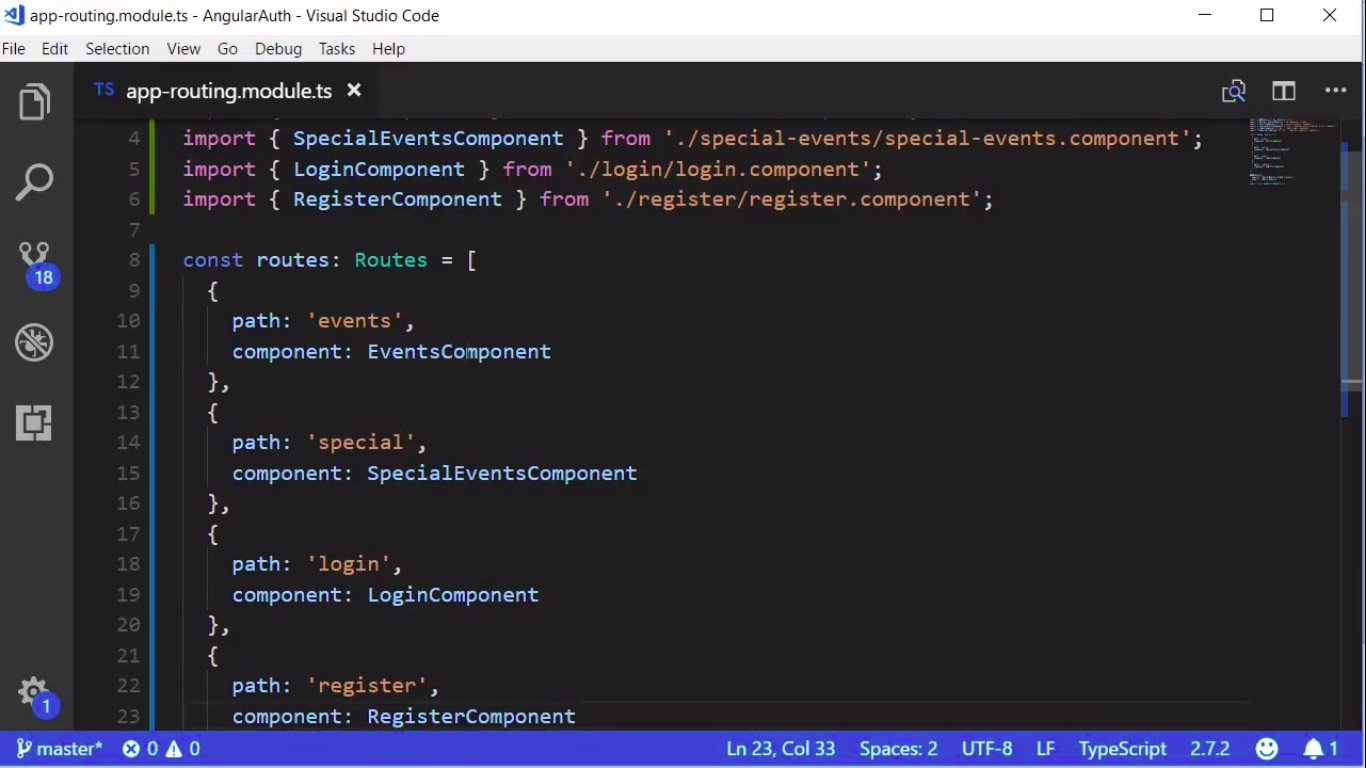 app-routing.module.ts - AngularAuth - Visual Studio Code
File Edit Selection View Go Debug Tasks Help
TS app-routing.module.ts
4 import { SpecialEventsComponent } from './special-events/special-events.component';
5 import { LoginComponent } from './login/login.component';
6 import { RegisterComponent } from './register/register.component';
7
8 const routes: Routes = [
9 {
10 path: 'events',
11 component: EventsComponent
12 },
13 {
14 path: 'special',
15 component: SpecialEventsComponent
16 },
17 {
18 path: 'login',
19 component: LoginComponent
20 },
21 {
22 path: 'register',
23 component: RegisterComponent
18
1
master* 0 0 Ln 23, Col 33 Spaces: 2 UTF-8 LF TypeScript 2.7.2 1